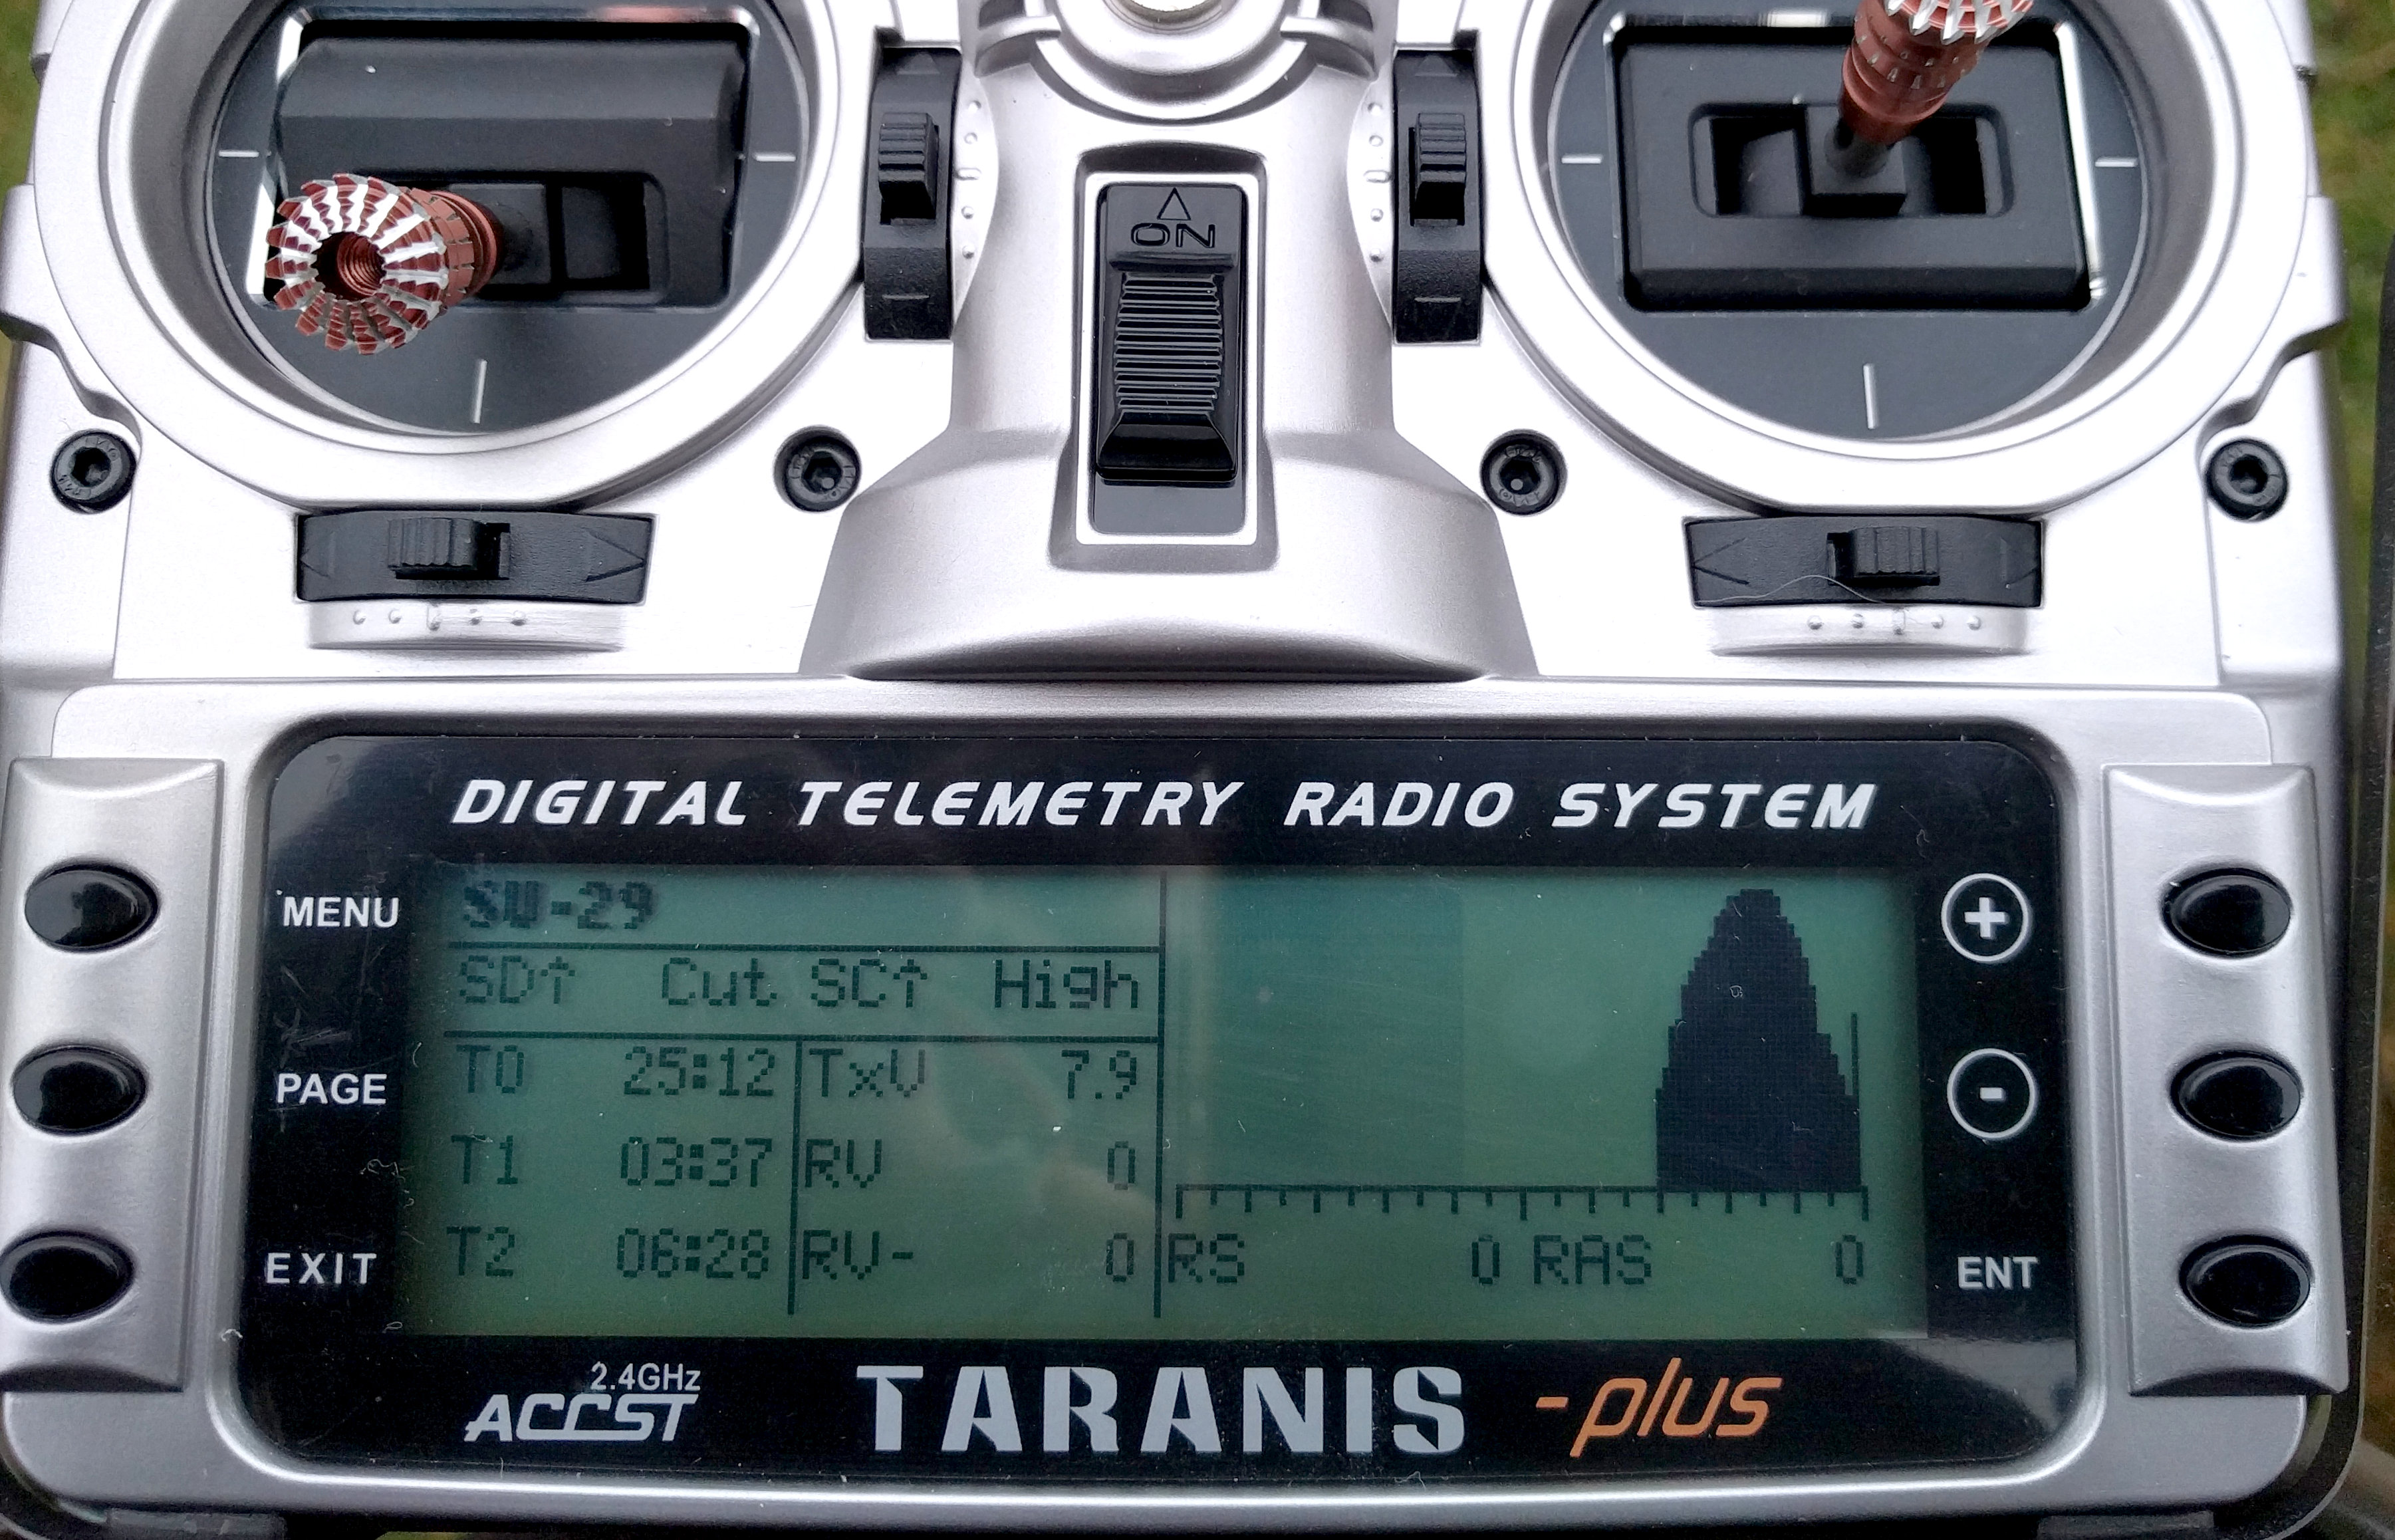 ON
DIGITAL TELEMETRY RADIO SYSTEM
MENU
PAGE
EXIT
SU-29
SD↑ Cut SC↑ High
T0 25:12 TxV 7.9
T1 03:37 RV 0
T2 06:28 RV- 0 RS 0 RAS 0
+
-
ENT
2.4GHz
ACCST
TARANIS -plus